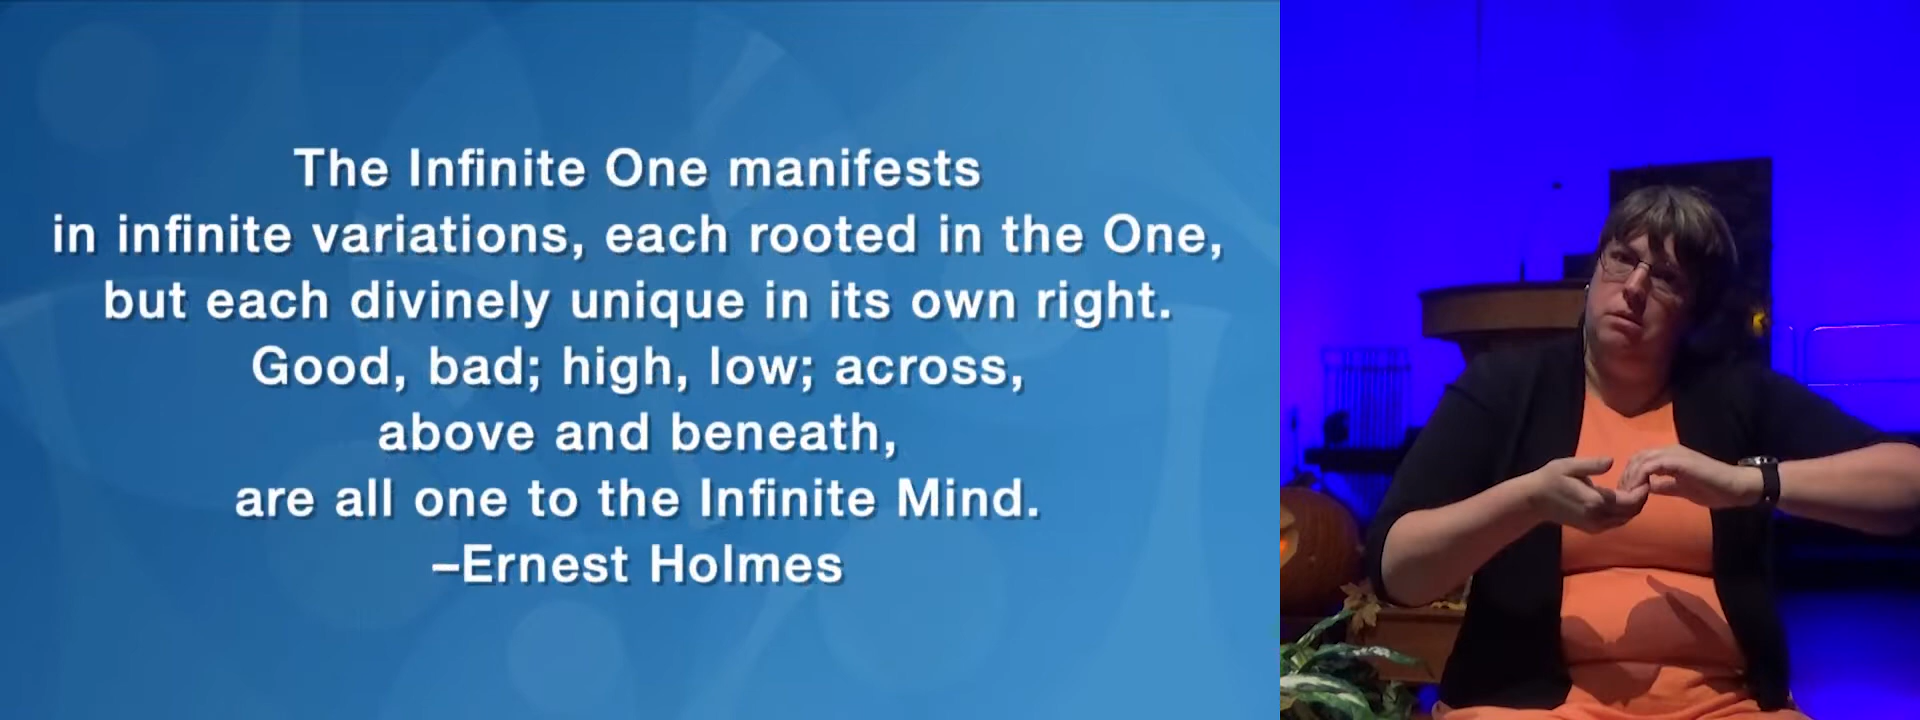 The Infinite One manifests
in infinite variations, each rooted in the One,
but each divinely unique in its own right.
Good, bad; high, low; across,
above and beneath,
are all one to the Infinite Mind.
–Ernest Holmes